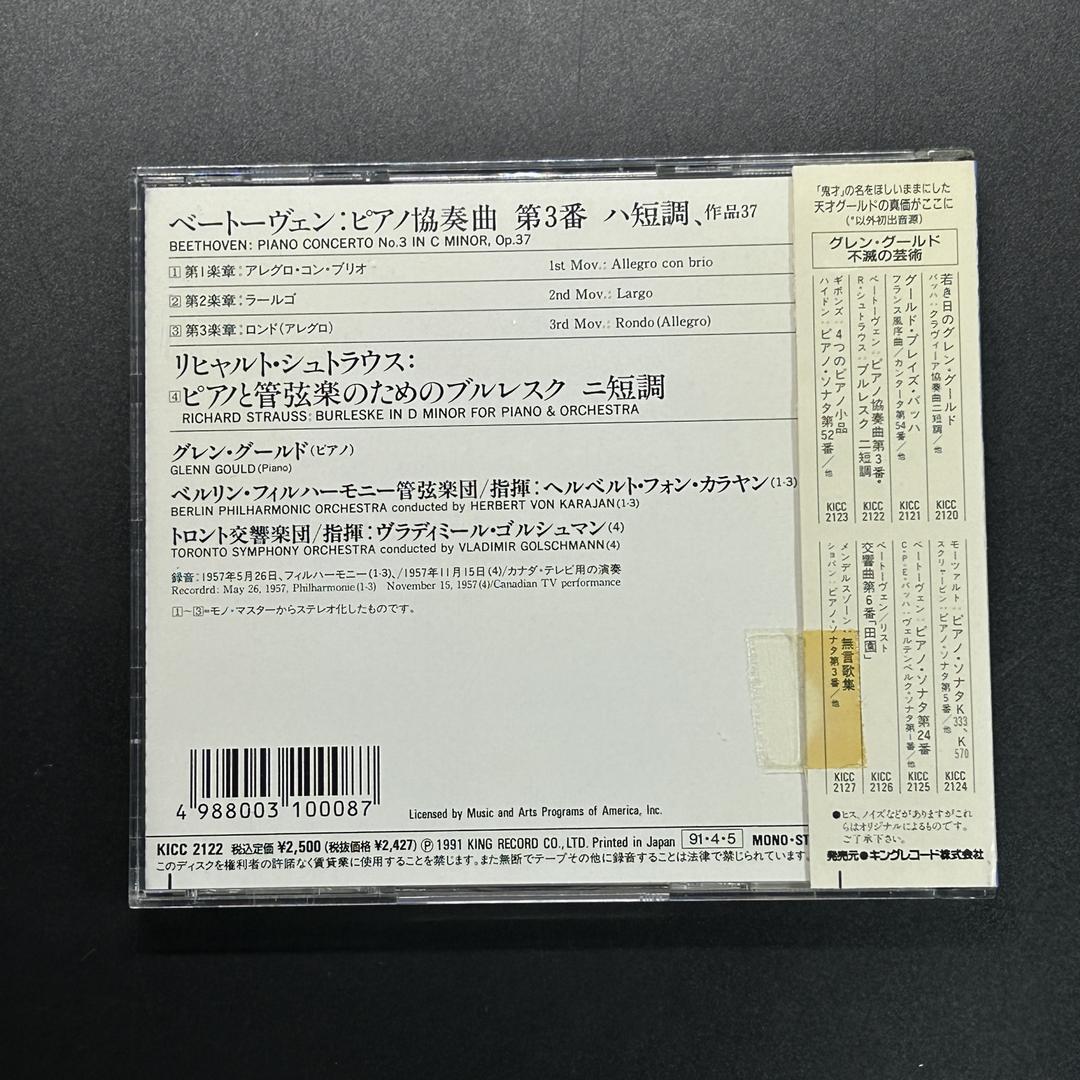 ベートーヴェン：ピアノ協奏曲 第3番 ハ短調、作品37
BEETHOVEN: PIANO CONCERTO No.3 IN C MINOR, Op.37
1 第1楽章：アレグロ・コン・ブリオ 1st Mov.: Allegro con brio
2 第2楽章：ラールゴ 2nd Mov.: Largo
3 第3楽章：ロンド(アレグロ) 3rd Mov.: Rondo(Allegro)
リヒャルト・シュトラウス：
4 ピアノと管弦楽のためのブルレスク ニ短調
RICHARD STRAUSS: BURLESKE IN D MINOR FOR PIANO & ORCHESTRA
グレン・グールド(ピアノ)
GLENN GOULD(Piano)
ベルリン・フィルハーモニー管弦楽団/指揮：ヘルベルト・フォン・カラヤン(1-3)
BERLIN PHILHARMONIC ORCHESTRA conducted by HERBERT VON KARAJAN(1-3)
トロント交響楽団/指揮：ヴラディミール・ゴルシュマン(4)
TORONTO SYMPHONY ORCHESTRA conducted by VLADIMIR GOLSCHMANN(4)
録音：1957年5月26日、フィルハーモニー(1-3)、/1957年11月15日(4)/カナダ・テレビ用の演奏
Recordrd: May 26, 1957, Philharmonie(1-3) November 15, 1957(4)/Canadian TV performance
1～3=モノ・マスターからステレオ化したものです。
4 988003 100087
Licensed by Music and Arts Programs of America, Inc.
KICC 2122 税込定価 ¥2,500 (税抜価格 ¥2,427) Ⓟ 1991 KING RECORD CO., LTD. Printed in Japan 91・4・5 MONO・ST
このディスクを権利者の許諾なく賃貸業に使用することを禁じます。また無断でテープその他に録音することは法律で禁じられています。
「鬼才」の名をほしいままにした
天才グールドの真価がここに
(*以外初出音源)
グレン・グールド
不滅の芸術
若き日のグレン・グールド
バッハ：クラヴィーア協奏曲ニ短調/他
KICC 2120
グールド・プレイズ・バッハ
フランス風序曲/カンタータ第54番/他
KICC 2121
ベートーヴェン：ピアノ協奏曲第3番*
R・シュトラウス：ブルレスク ニ短調
KICC 2122
ギボンズ：4つのピアノ小品
ハイドン：ピアノ・ソナタ第52番/他
KICC 2123
モーツァルト：ピアノ・ソナタK333、K570
スクリャービン：ピアノ・ソナタ第5番/他
KICC 2124
ベートーヴェン：ピアノ・ソナタ第24番
C・P・E・バッハ：ヴェルテンベルク・ソナタ第1番/他
KICC 2125
ベートーヴェン/リスト
交響曲第6番「田園」
KICC 2126
メンデルスゾーン：無言歌集
ショパン：ピアノ・ソナタ第3番/他
KICC 2127
●ヒス、ノイズなどがありますがこれ
らはオリジナルによるものです。
ご了承下さい。
発売元●キングレコード株式会社